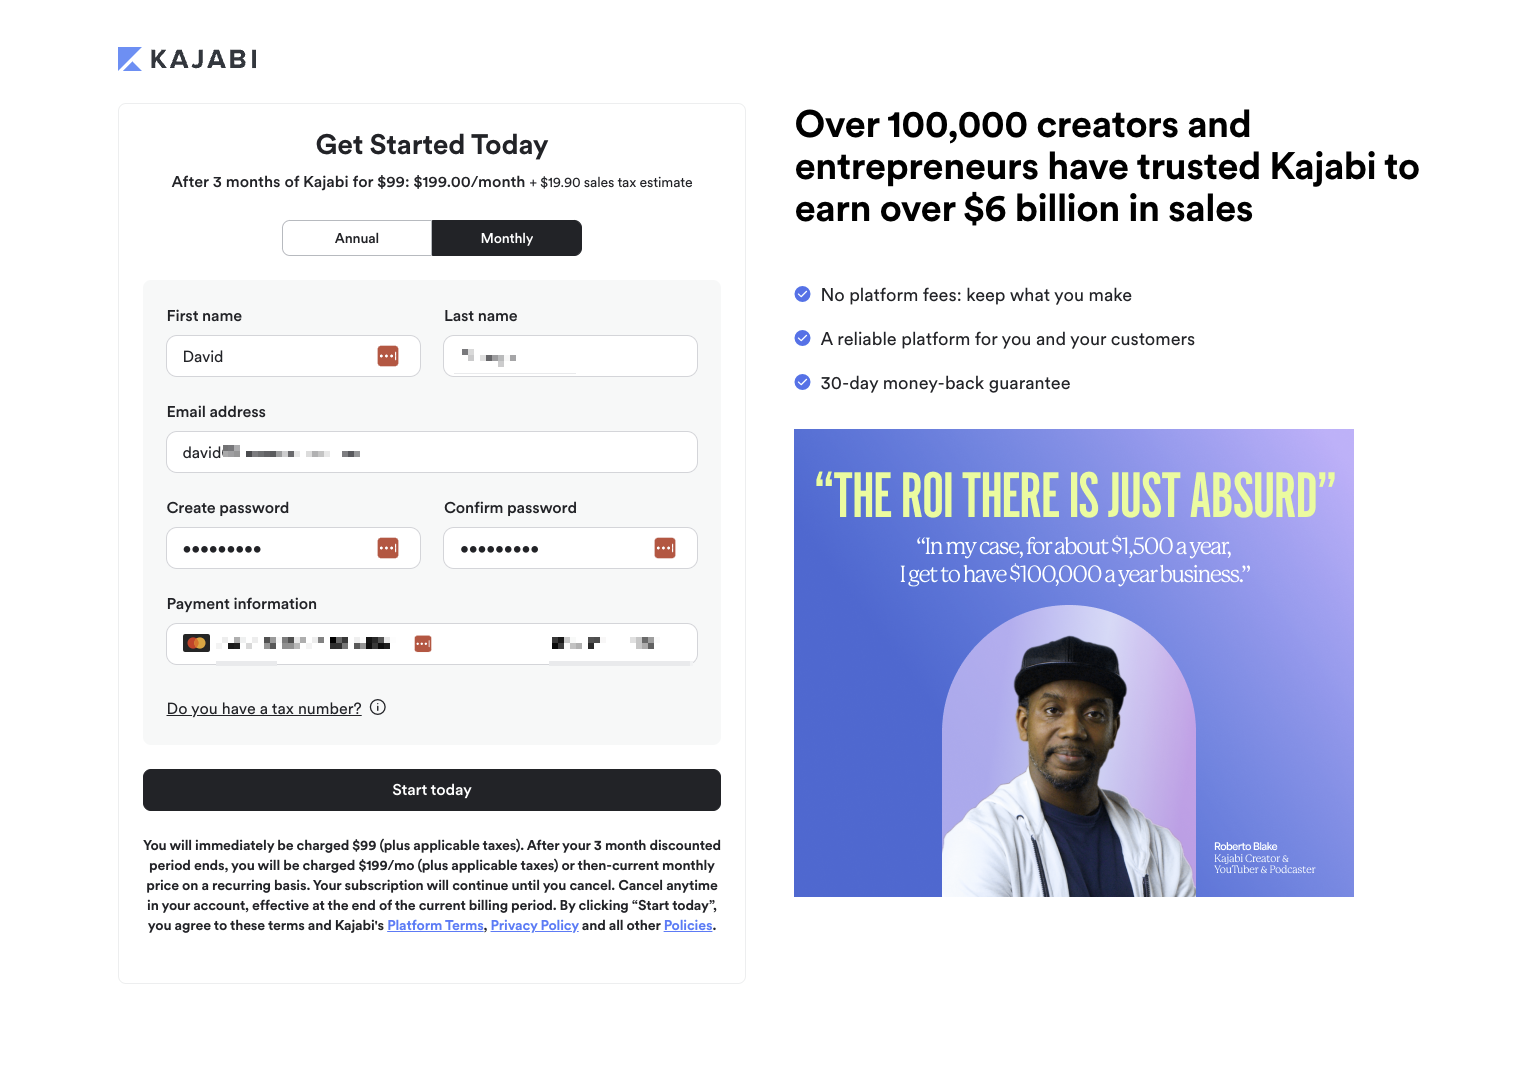 KAJABI
Get Started Today
After 3 months of Kajabi for $99: $199.00/month + $19.90 sales tax estimate
Annual
Monthly
First name
Last name
David
Email address
david
Create password
Confirm password
•••••••••
•••••••••
Payment information
Do you have a tax number?
Start today
You will immediately be charged $99 (plus applicable taxes). After your 3 month discounted
period ends, you will be charged $199/mo (plus applicable taxes) or then-current monthly
price on a recurring basis. Your subscription will continue until you cancel. Cancel anytime
in your account, effective at the end of the current billing period. By clicking “Start today”,
you agree to these terms and Kajabi's Platform Terms, Privacy Policy and all other Policies.
Over 100,000 creators and
entrepreneurs have trusted Kajabi to
earn over $6 billion in sales
No platform fees: keep what you make
A reliable platform for you and your customers
30-day money-back guarantee
“THE ROI THERE IS JUST ABSURD”
“In my case, for about $1,500 a year,
I get to have $100,000 a year business.”
Roberto Blake
Kajabi Creator &
YouTuber & Podcaster